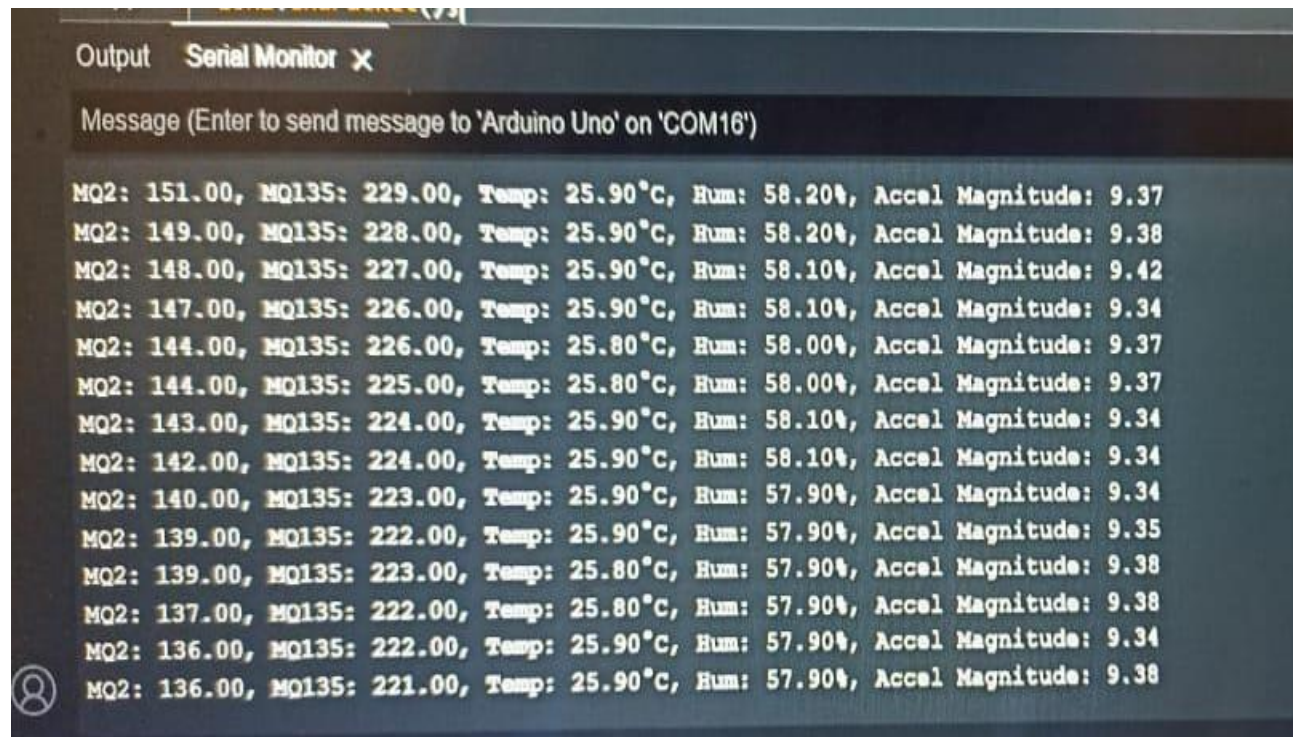 Output Serial Monitor X
Message (Enter to send message to 'Arduino Uno' on 'COM16')
MQ2: 151.00, MQ135: 229.00, Temp: 25.90°C, Hum: 58.20%, Accel Magnitude: 9.37
MQ2: 149.00, MQ135: 228.00, Temp: 25.90°C, Hum: 58.20%, Accel Magnitude: 9.38
MQ2: 148.00, MQ135: 227.00, Temp: 25.90°C, Hum: 58.10%, Accel Magnitude: 9.42
MQ2: 147.00, MQ135: 226.00, Temp: 25.90°C, Hum: 58.10%, Accel Magnitude: 9.34
MQ2: 144.00, MQ135: 226.00, Temp: 25.80°C, Hum: 58.00%, Accel Magnitude: 9.37
MQ2: 144.00, MQ135: 225.00, Temp: 25.80°C, Hum: 58.00%, Accel Magnitude: 9.37
MQ2: 143.00, MQ135: 224.00, Temp: 25.90°C, Hum: 58.10%, Accel Magnitude: 9.34
MQ2: 142.00, MQ135: 224.00, Temp: 25.90°C, Hum: 58.10%, Accel Magnitude: 9.34
MQ2: 140.00, MQ135: 223.00, Temp: 25.90°C, Hum: 57.90%, Accel Magnitude: 9.34
MQ2: 139.00, MQ135: 222.00, Temp: 25.90°C, Hum: 57.90%, Accel Magnitude: 9.35
MQ2: 139.00, MQ135: 223.00, Temp: 25.80°C, Hum: 57.90%, Accel Magnitude: 9.38
MQ2: 137.00, MQ135: 222.00, Temp: 25.80°C, Hum: 57.90%, Accel Magnitude: 9.38
MQ2: 136.00, MQ135: 222.00, Temp: 25.90°C, Hum: 57.90%, Accel Magnitude: 9.34
MQ2: 136.00, MQ135: 221.00, Temp: 25.90°C, Hum: 57.90%, Accel Magnitude: 9.38